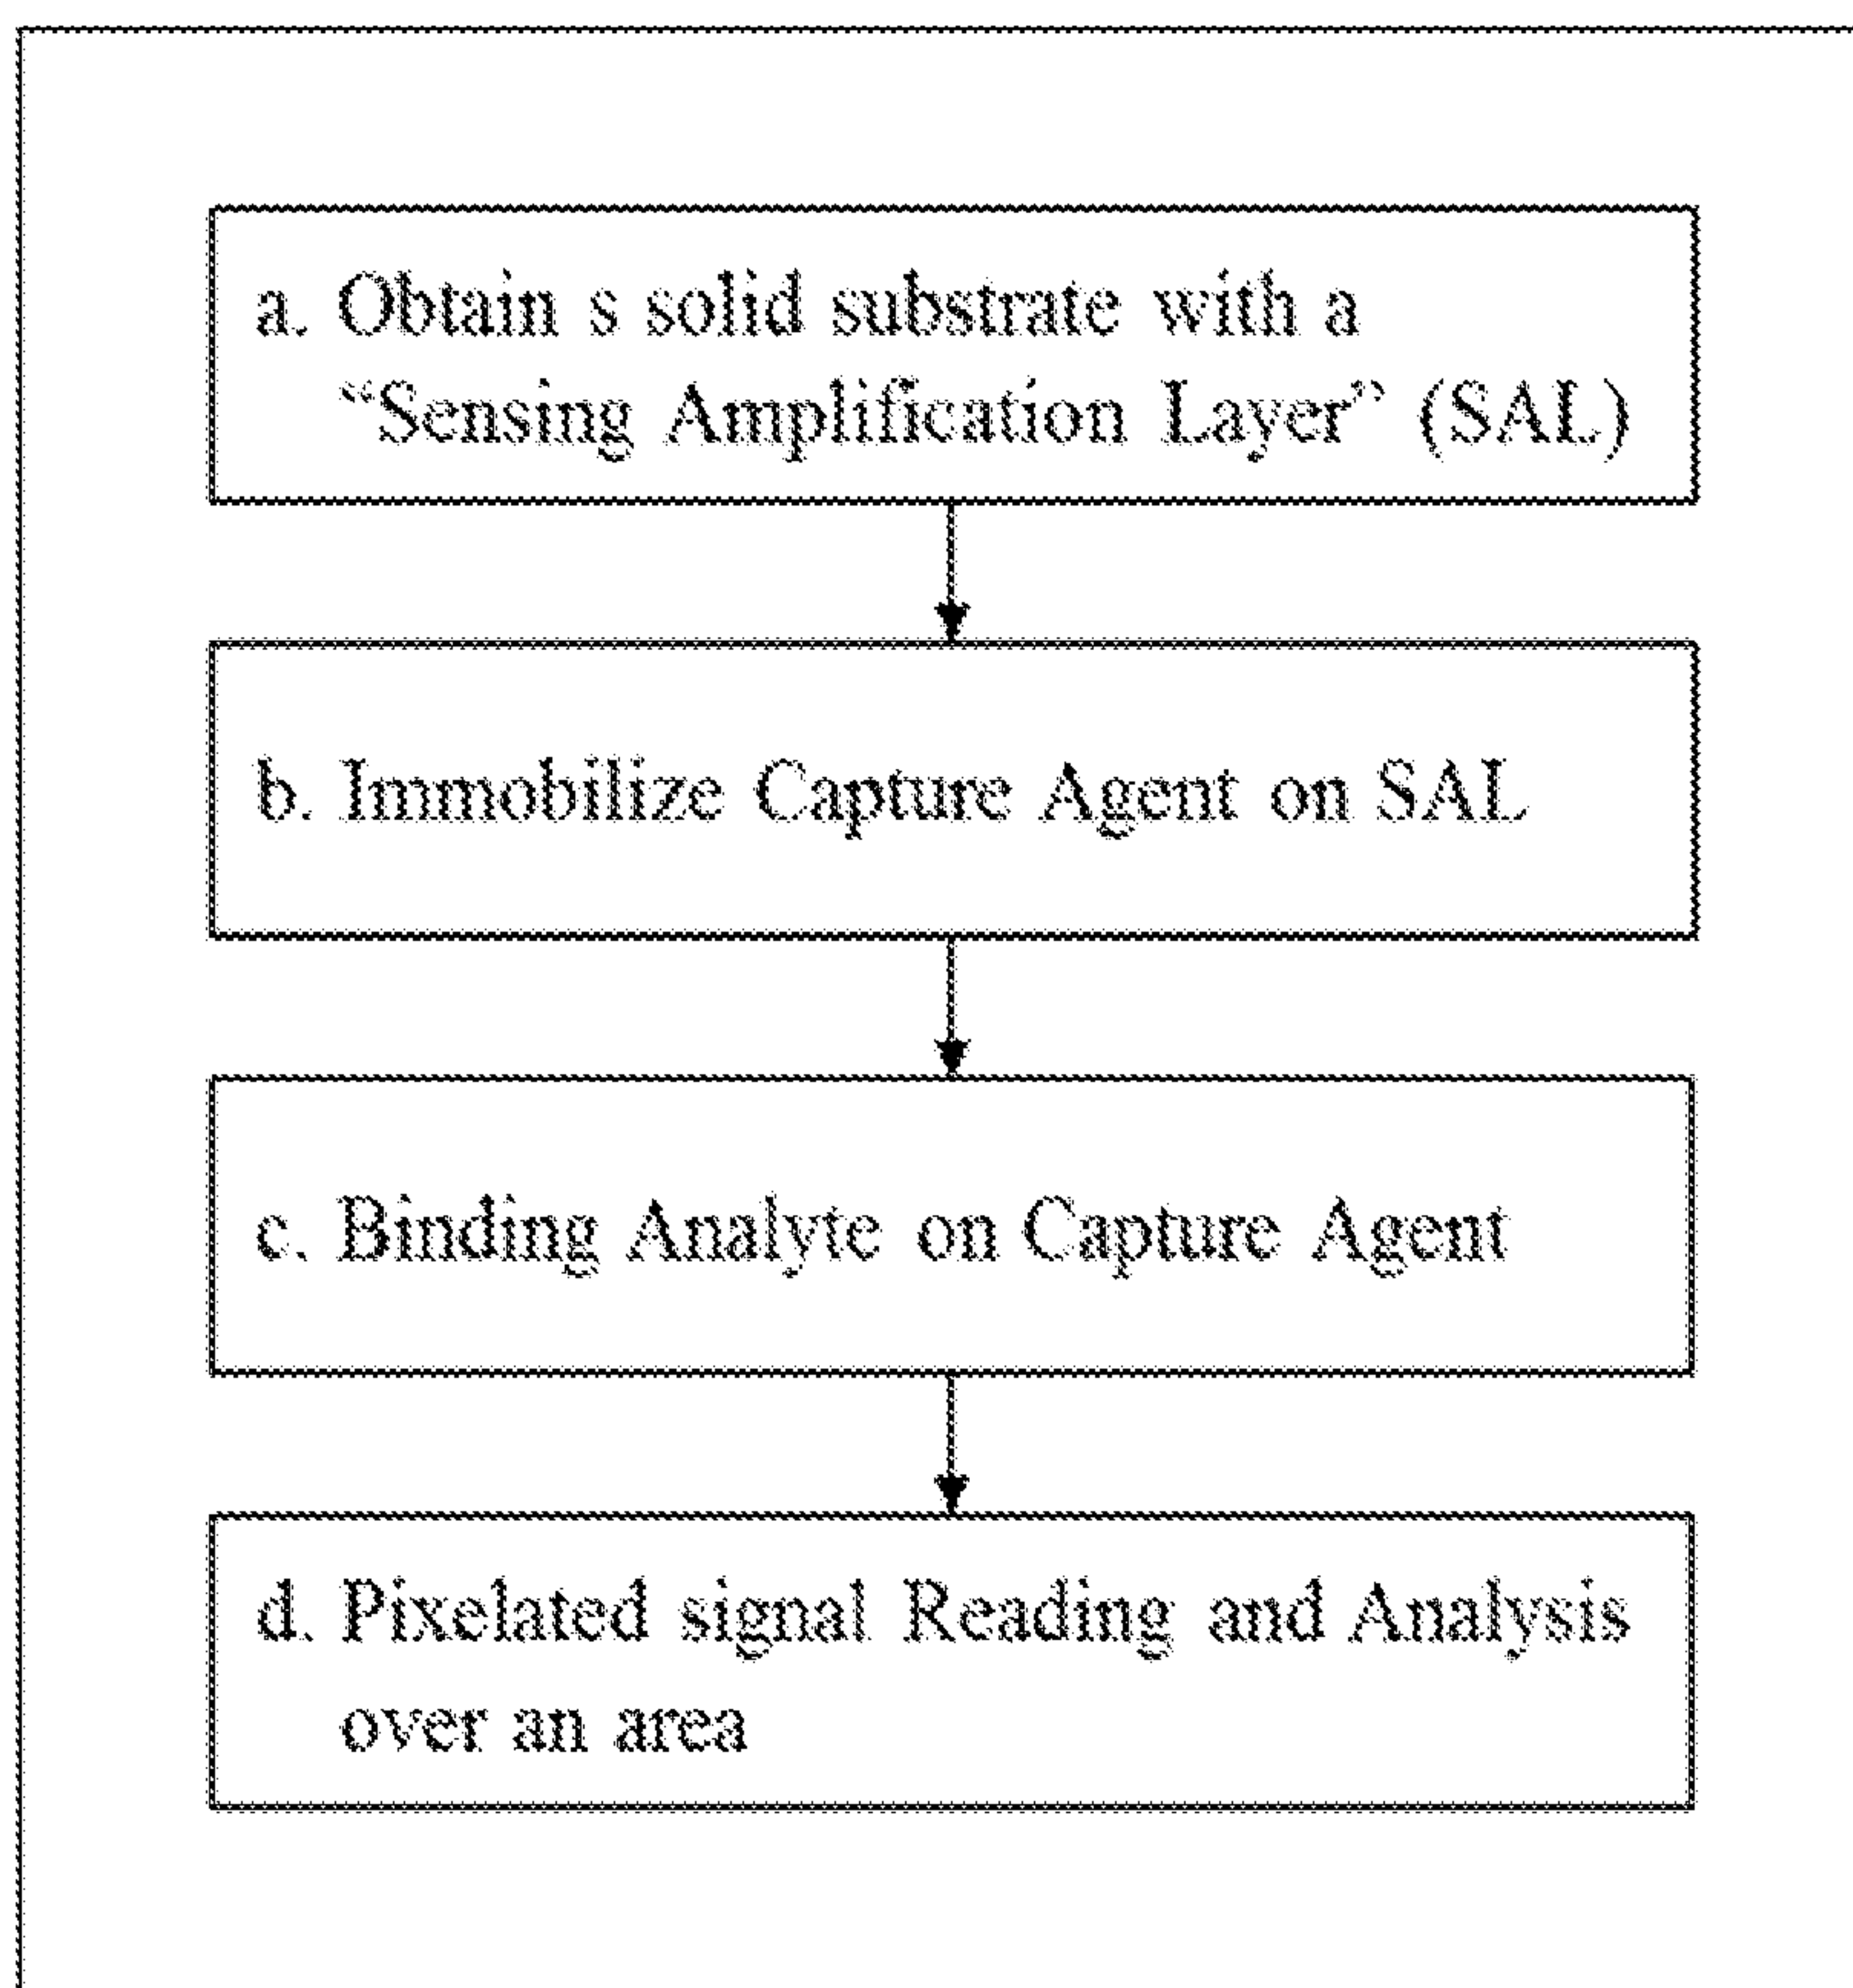 a. Obtain s solid substrate with a
“Sensing Amplification Layer” (SAL)
b. Immobilize Capture Agent on SAL
c. Binding Analyte on Capture Agent
d. Pixelated signal Reading and Analysis
over an area